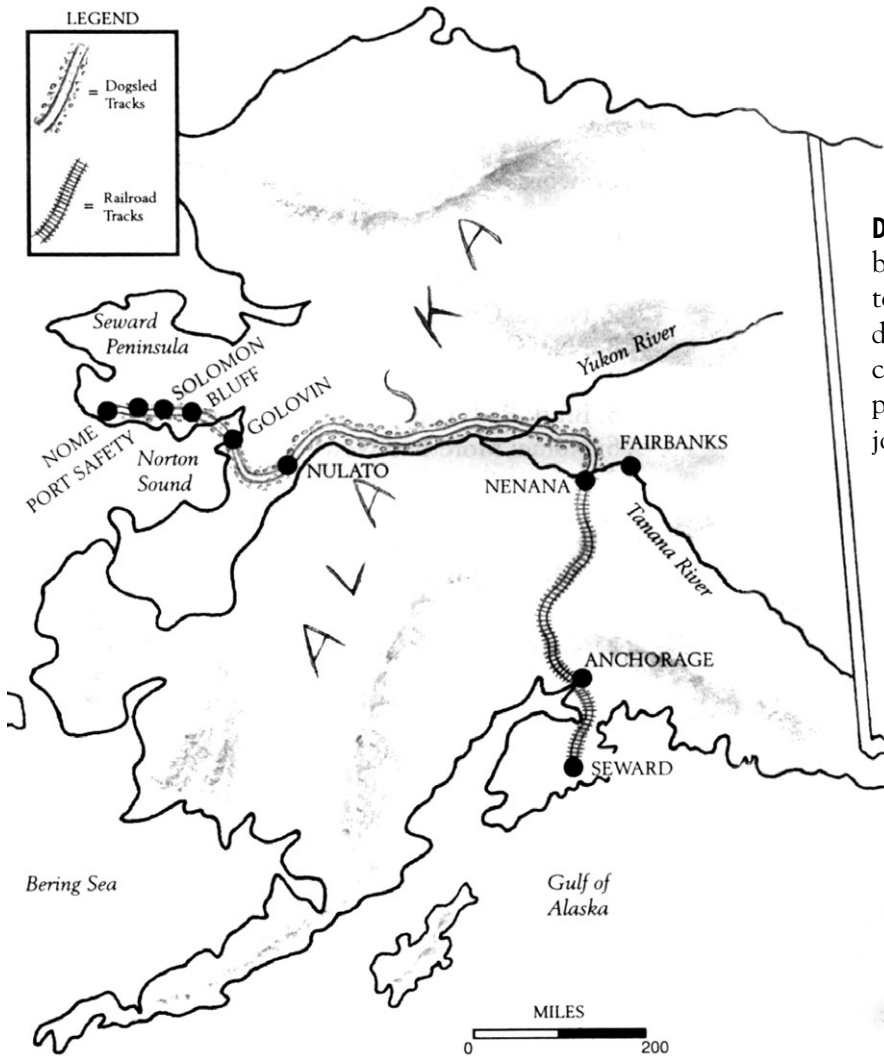 LEGEND
= Dogsled
Tracks
= Railroad
Tracks
ALASKA
Seward
Peninsula
Yukon River
SOLOMON
BLUFF
GOLOVIN
NOME
PORT SAFETY
Norton
Sound
NULATO
FAIRBANKS
NENANA
Tanana River
ANCHORAGE
SEWARD
Bering Sea
Gulf of
Alaska
MILES
0 200